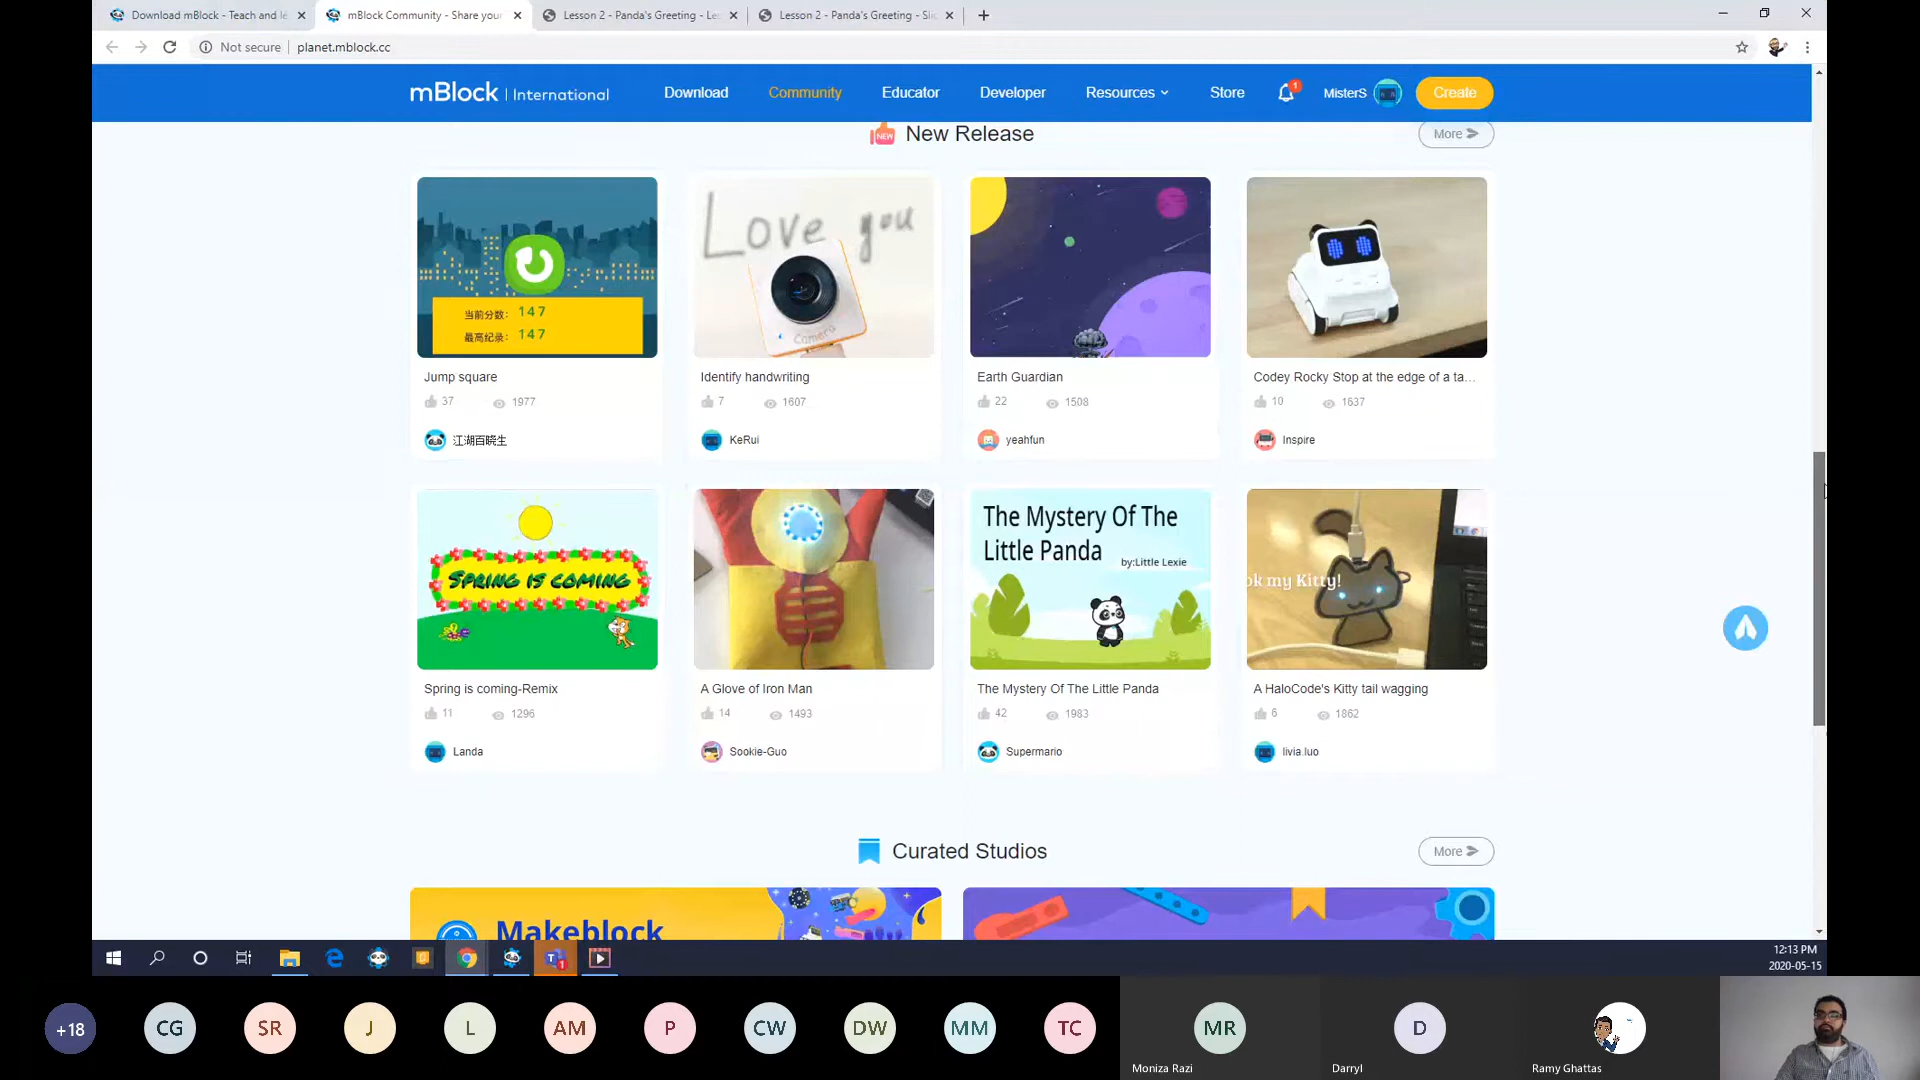 Download mBlock - Teach and le
mBlock Community - Share your
Lesson 2 - Panda's Greeting - Le
Lesson 2 - Panda's Greeting - Slid
Not secure
planet.mblock.cc
mBlock | International
Download
Community
Educator
Developer
Resources
Store
1
MisterS
Create
NEW
New Release
More
当前分数: 147
最高纪录: 147
Love you
Camera
Jump square
37
1977
江湖百晓生
Identify handwriting
7
1607
KeRui
Earth Guardian
22
1508
yeahfun
Codey Rocky Stop at the edge of a ta...
10
1637
Inspire
SPRING IS COMING
The Mystery Of The
Little Panda
by:Little Lexie
ok my Kitty!
Spring is coming-Remix
11
1296
Landa
A Glove of Iron Man
14
1493
Sookie-Guo
The Mystery Of The Little Panda
42
1983
Supermario
A HaloCode's Kitty tail wagging
6
1862
livia.luo
Curated Studios
More
Makeblock
12:13 PM
2020-05-15
+18
CG
SR
J
L
AM
P
CW
DW
MM
TC
MR
D
Moniza Razi
Darryl
Ramy Ghattas